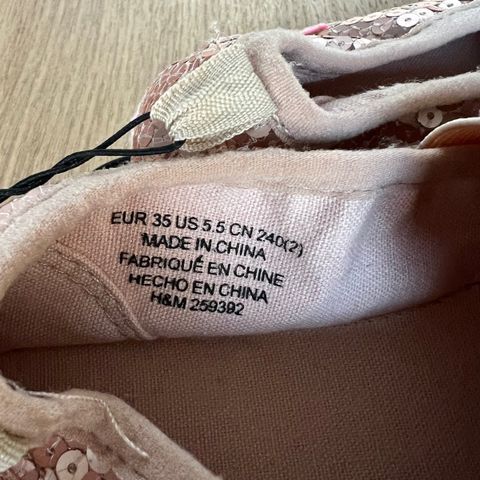 EUR 35 US 5.5 CN 240(2)
MADE IN CHINA
FABRIQUÉ EN CHINE
HECHO EN CHINA
H&M 259392